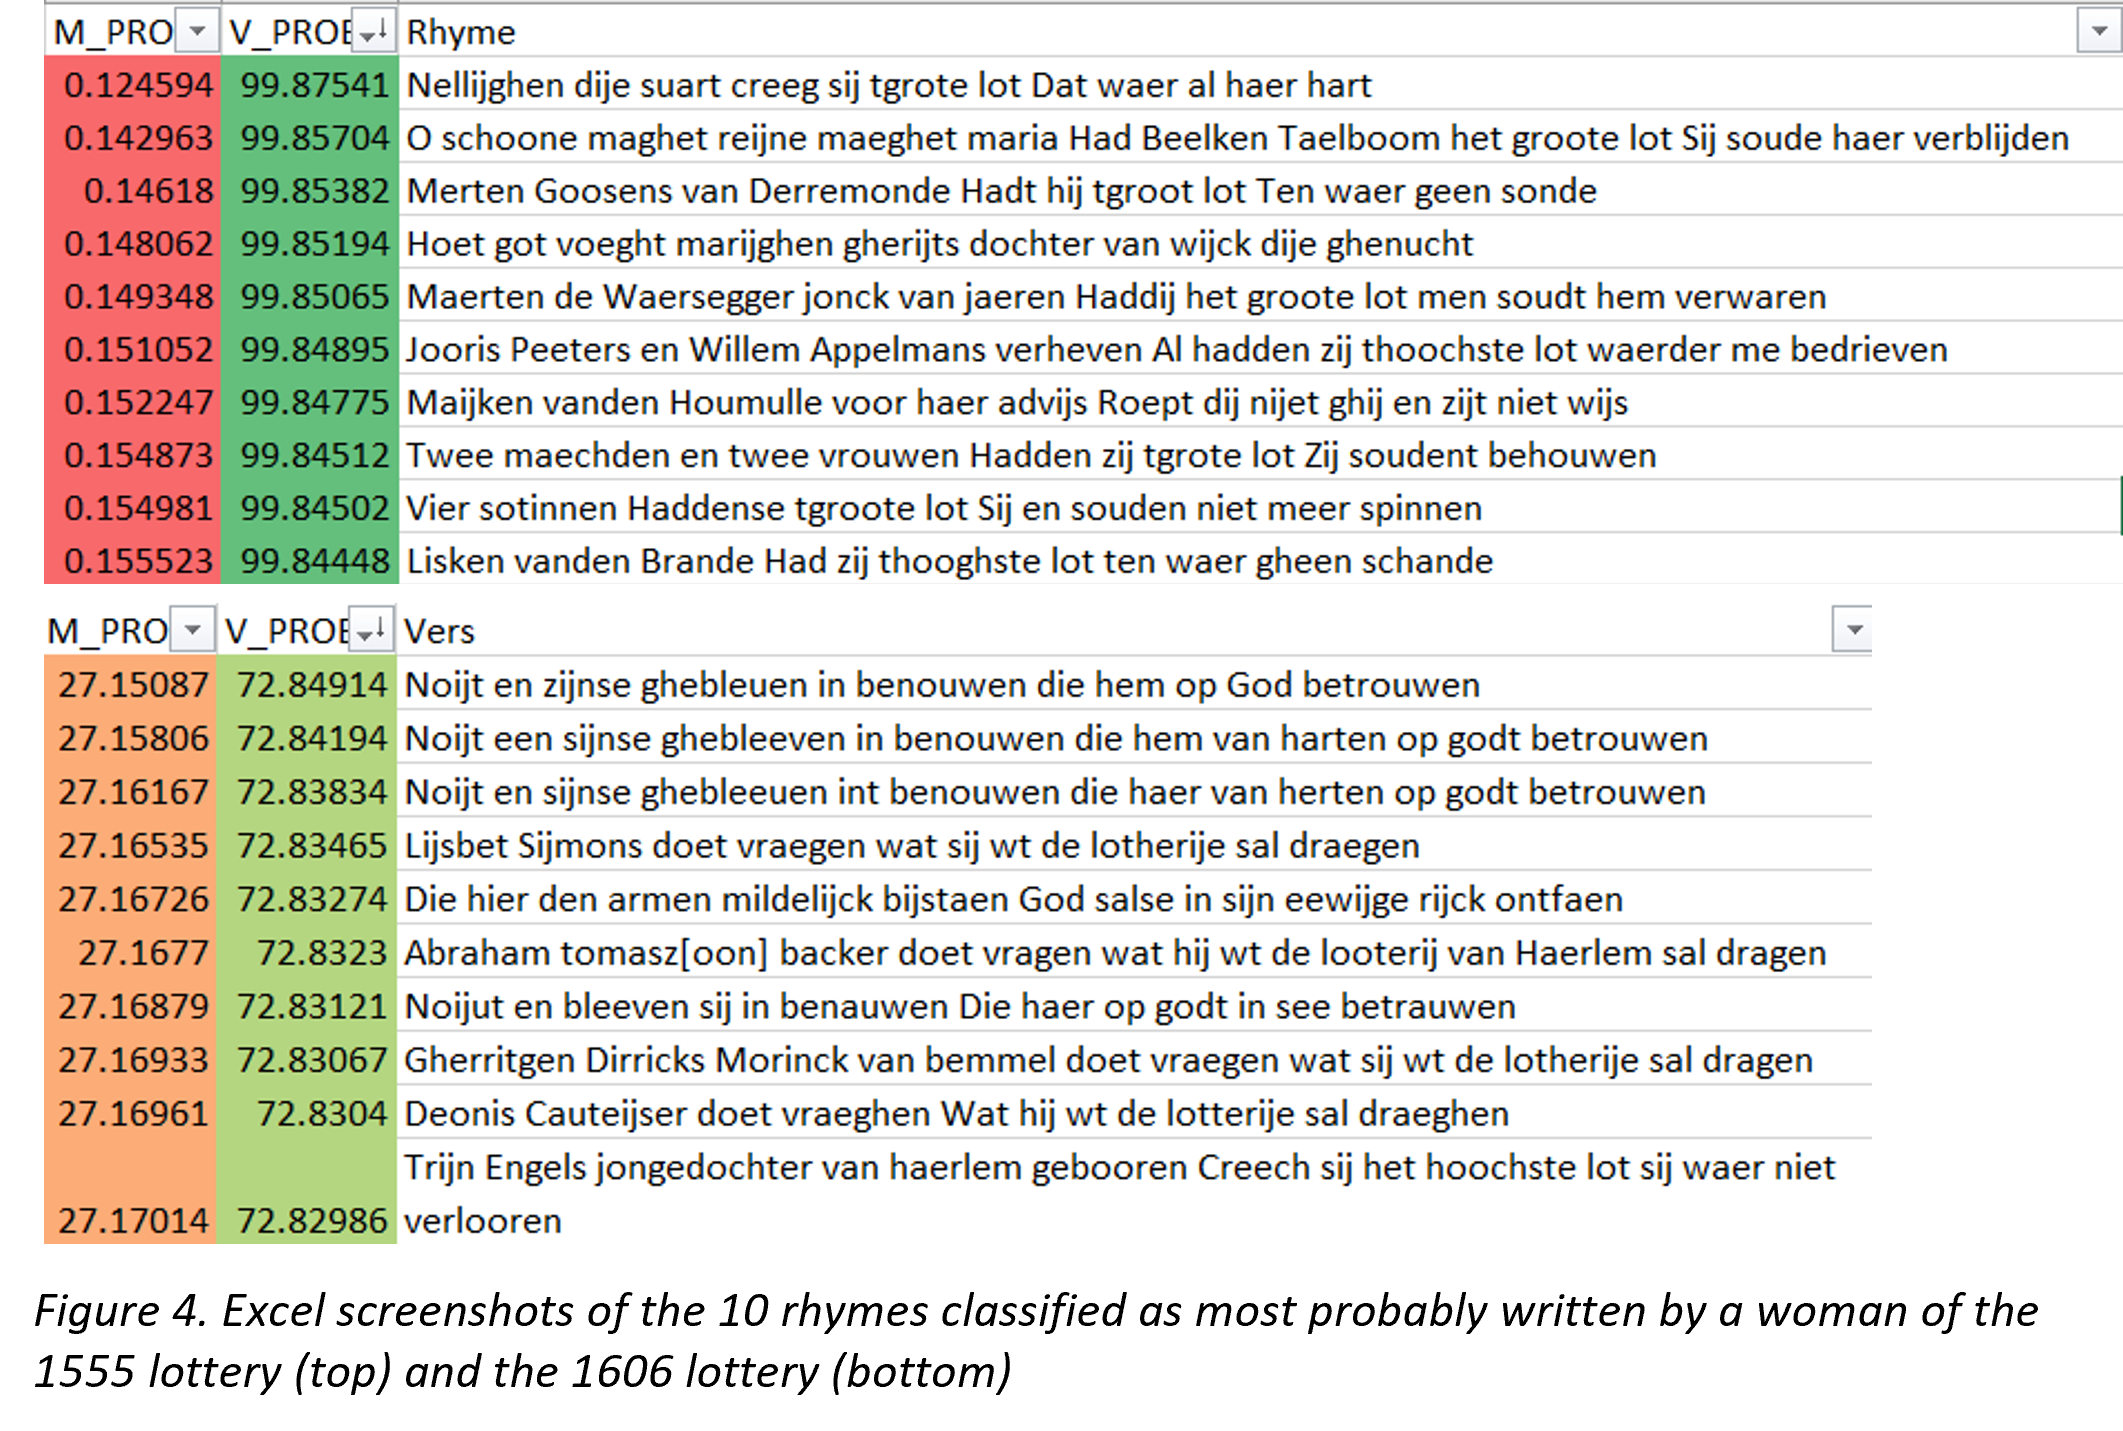 M_PRO V_PROE Rhyme
0.124594 99.87541 Nellijghen dije suart creeg sij tgrote lot Dat waer al haer hart
0.142963 99.85704 O schoone maghet reijne maeghet maria Had Beelken Taelboom het groote lot Sij soude haer verblijden
0.14618 99.85382 Merten Goosens van Derremonde Hadt hij tgroot lot Ten waer geen sonde
0.148062 99.85194 Hoet got voeght marijghen gherijts dochter van wijck dije ghenucht
0.149348 99.85065 Maerten de Waersegger jonck van jaeren Haddij het groote lot men soudt hem verwaren
0.151052 99.84895 Jooris Peeters en Willem Appelmans verheven Al hadden zij thoochste lot waerder me bedrieven
0.152247 99.84775 Maijken vanden Houmulle voor haer advijs Roept dij nijet ghij en zijt niet wijs
0.154873 99.84512 Twee maechden en twee vrouwen Hadden zij tgrote lot Zij soudent behouwen
0.154981 99.84502 Vier sotinnen Haddense tgroote lot Sij en souden niet meer spinnen
0.155523 99.84448 Lisken vanden Brande Had zij thooghste lot ten waer gheen schande
M_PRO V_PROE Vers
27.15087 72.84914 Noijt en zijnse ghebleuen in benouwen die hem op God betrouwen
27.15806 72.84194 Noijt een sijnse ghebleeven in benouwen die hem van harten op godt betrouwen
27.16167 72.83834 Noijt en sijnse ghebleeuen int benouwen die haer van herten op godt betrouwen
27.16535 72.83465 Lijsbet Sijmons doet vraegen wat sij wt de lotherije sal draegen
27.16726 72.83274 Die hier den armen mildelijck bijstaen God salse in sijn eewijge rijck ontfaen
27.1677 72.8323 Abraham tomasz[oon] backer doet vragen wat hij wt de looterij van Haerlem sal dragen
27.16879 72.83121 Noijut en bleeven sij in benauwen Die haer op godt in see betrauwen
27.16933 72.83067 Gherritgen Dirricks Morinck van bemmel doet vraegen wat sij wt de lotherije sal dragen
27.16961 72.8304 Deonis Cauteijser doet vraeghen Wat hij wt de lotterije sal draeghen
Trijn Engels jongedochter van haerlem gebooren Creech sij het hoochste lot sij waer niet
27.17014 72.82986 verlooren
Figure 4. Excel screenshots of the 10 rhymes classified as most probably written by a woman of the
1555 lottery (top) and the 1606 lottery (bottom)